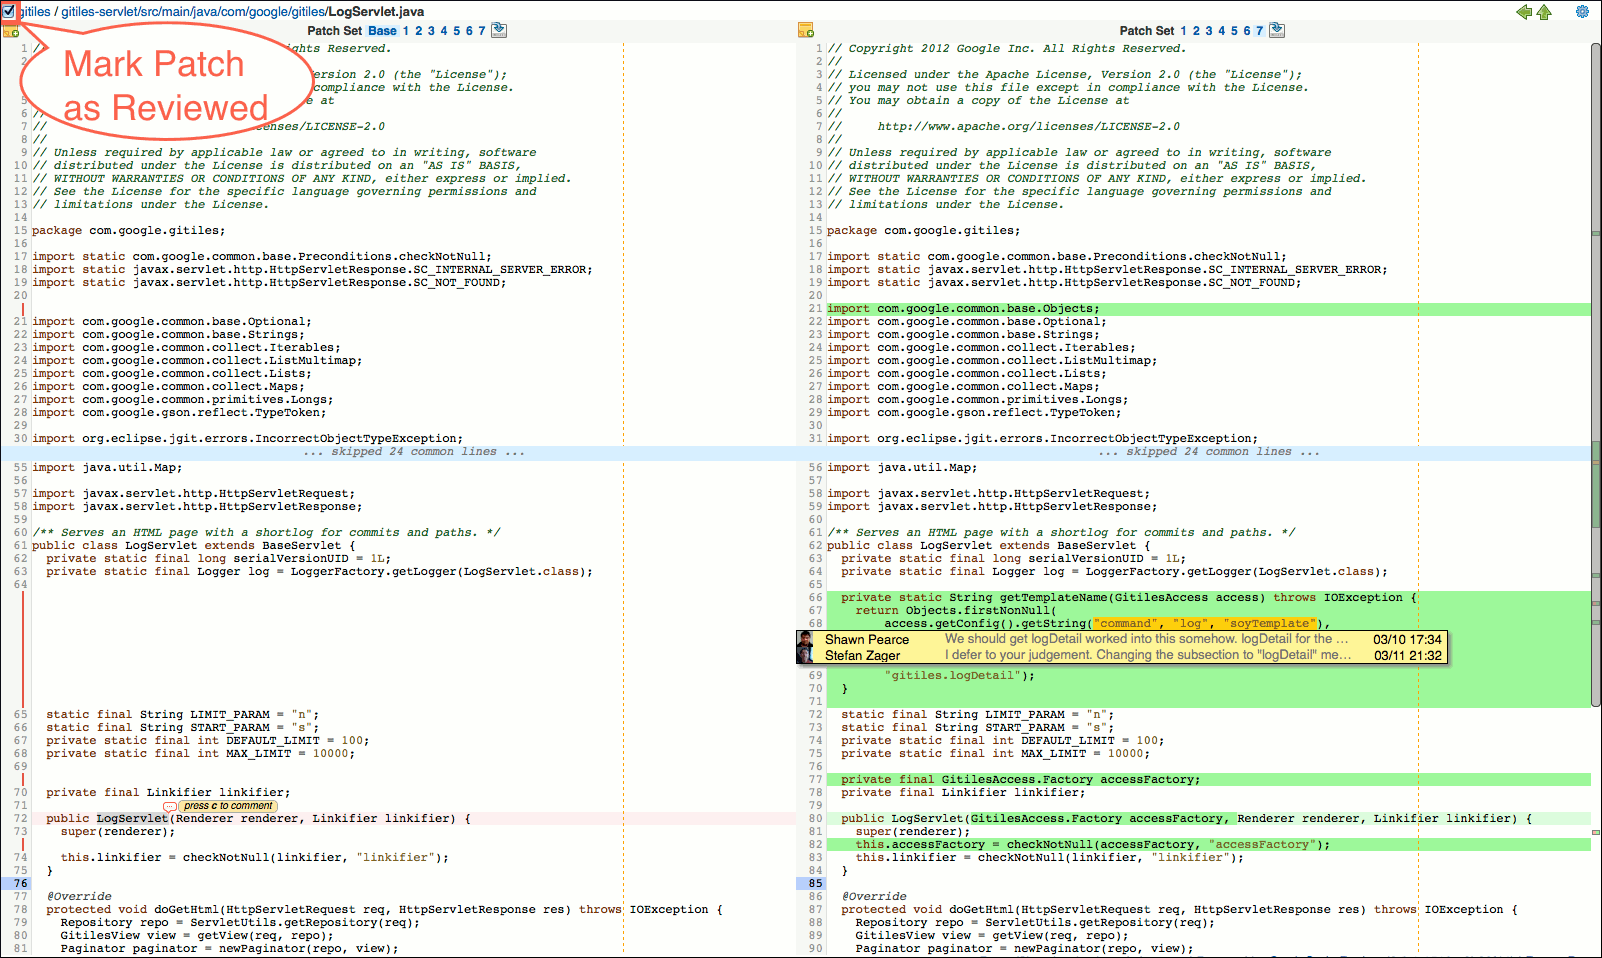 gitiles / gitiles-servlet/src/main/java/com/google/gitiles/LogServlet.java
Mark Patch
as Reviewed
Patch Set Base 1 2 3 4 5 6 7
1 //
ights Reserved.
ersion 2.0 (the "License");
compliance with the License.
5
e at
6 //
7 //
enses/LICENSE-2.0
8 //
9 // Unless required by applicable law or agreed to in writing, software
10 // distributed under the License is distributed on an "AS IS" BASIS,
11 // WITHOUT WARRANTIES OR CONDITIONS OF ANY KIND, either express or implied.
12 // See the License for the specific language governing permissions and
13 // limitations under the License.
14
15 package com.google.gitiles;
16
17 import static com.google.common.base.Preconditions.checkNotNull;
18 import static javax.servlet.http.HttpServletResponse.SC_INTERNAL_SERVER_ERROR;
19 import static javax.servlet.http.HttpServletResponse.SC_NOT_FOUND;
20
21 import com.google.common.base.Optional;
22 import com.google.common.base.Strings;
23 import com.google.common.collect.Iterables;
24 import com.google.common.collect.ListMultimap;
25 import com.google.common.collect.Lists;
26 import com.google.common.collect.Maps;
27 import com.google.common.primitives.Longs;
28 import com.google.gson.reflect.TypeToken;
29
30 import org.eclipse.jgit.errors.IncorrectObjectTypeException;
... skipped 24 common lines ...
55 import java.util.Map;
56
57 import javax.servlet.http.HttpServletRequest;
58 import javax.servlet.http.HttpServletResponse;
59
60 /** Serves an HTML page with a shortlog for commits and paths. */
61 public class LogServlet extends BaseServlet {
62 private static final long serialVersionUID = 1L;
63 private static final Logger log = LoggerFactory.getLogger(LogServlet.class);
64
65 static final String LIMIT_PARAM = "n";
66 static final String START_PARAM = "s";
67 private static final int DEFAULT_LIMIT = 100;
68 private static final int MAX_LIMIT = 10000;
69
70 private final Linkifier linkifier;
71
press c to comment
72 public LogServlet(Renderer renderer, Linkifier linkifier) {
73 super(renderer);
74 this.linkifier = checkNotNull(linkifier, "linkifier");
75 }
76
77 @Override
78 protected void doGetHtml(HttpServletRequest req, HttpServletResponse res) throws IOException {
79 Repository repo = ServletUtils.getRepository(req);
80 GitilesView view = getView(req, repo);
81 Paginator paginator = newPaginator(repo, view);
Patch Set 1 2 3 4 5 6 7
1 // Copyright 2012 Google Inc. All Rights Reserved.
2 //
3 // Licensed under the Apache License, Version 2.0 (the "License");
4 // you may not use this file except in compliance with the License.
5 // You may obtain a copy of the License at
6 //
7 // http://www.apache.org/licenses/LICENSE-2.0
8 //
9 // Unless required by applicable law or agreed to in writing, software
10 // distributed under the License is distributed on an "AS IS" BASIS,
11 // WITHOUT WARRANTIES OR CONDITIONS OF ANY KIND, either express or implied.
12 // See the License for the specific language governing permissions and
13 // limitations under the License.
14
15 package com.google.gitiles;
16
17 import static com.google.common.base.Preconditions.checkNotNull;
18 import static javax.servlet.http.HttpServletResponse.SC_INTERNAL_SERVER_ERROR;
19 import static javax.servlet.http.HttpServletResponse.SC_NOT_FOUND;
20
21 import com.google.common.base.Objects;
22 import com.google.common.base.Optional;
23 import com.google.common.base.Strings;
24 import com.google.common.collect.Iterables;
25 import com.google.common.collect.ListMultimap;
26 import com.google.common.collect.Lists;
27 import com.google.common.collect.Maps;
28 import com.google.common.primitives.Longs;
29 import com.google.gson.reflect.TypeToken;
30
31 import org.eclipse.jgit.errors.IncorrectObjectTypeException;
... skipped 24 common lines ...
56 import java.util.Map;
57
58 import javax.servlet.http.HttpServletRequest;
59 import javax.servlet.http.HttpServletResponse;
60
61 /** Serves an HTML page with a shortlog for commits and paths. */
62 public class LogServlet extends BaseServlet {
63 private static final long serialVersionUID = 1L;
64 private static final Logger log = LoggerFactory.getLogger(LogServlet.class);
65
66 private static String getTemplateName(GitilesAccess access) throws IOException {
67 return Objects.firstNonNull(
68 access.getConfig().getString("command", "log", "soyTemplate"),
Shawn Pearce We should get logDetail worked into this somehow. logDetail for the ... 03/10 17:34
Stefan Zager I defer to your judgement. Changing the subsection to "logDetail" me... 03/11 21:32
69 "gitiles.logDetail");
70 }
71
72 static final String LIMIT_PARAM = "n";
73 static final String START_PARAM = "s";
74 private static final int DEFAULT_LIMIT = 100;
75 private static final int MAX_LIMIT = 10000;
76
77 private final GitilesAccess.Factory accessFactory;
78 private final Linkifier linkifier;
79
80 public LogServlet(GitilesAccess.Factory accessFactory, Renderer renderer, Linkifier linkifier) {
81 super(renderer);
82 this.accessFactory = checkNotNull(accessFactory, "accessFactory");
83 this.linkifier = checkNotNull(linkifier, "linkifier");
84 }
85
86 @Override
87 protected void doGetHtml(HttpServletRequest req, HttpServletResponse res) throws IOException {
88 Repository repo = ServletUtils.getRepository(req);
89 GitilesView view = getView(req, repo);
90 Paginator paginator = newPaginator(repo, view);